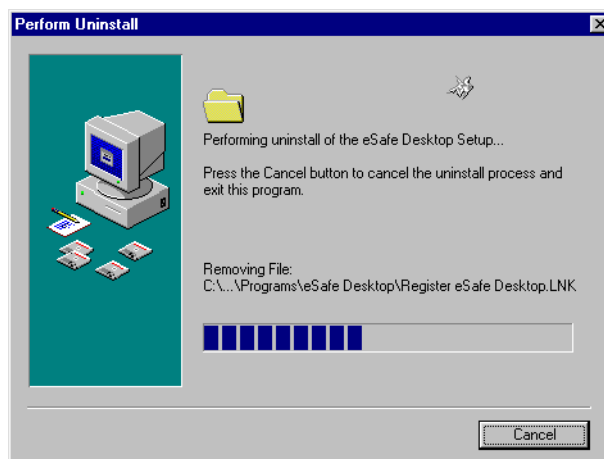 Perform Uninstall
Performing uninstall of the eSafe Desktop Setup...
Press the Cancel button to cancel the uninstall process and
exit this program.
Removing File:
C:\...\Programs\eSafe Desktop\Register eSafe Desktop.LNK
Cancel